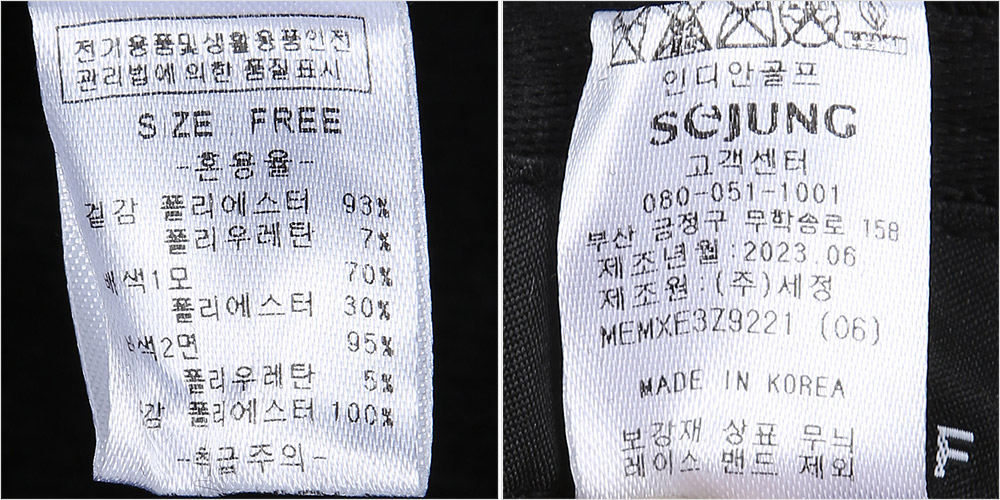 전기용품및생활용품안전
관리법에 의한 품질표시
SIZE FREE
-혼용율-
겉감 폴리에스터 93%
폴리우레탄 7%
배색1모 70%
폴리에스터 30%
배색2면 95%
폴리우레탄 5%
감 폴리에스터 100%
-취급주의-
인디안골프
SEJUNG
고객센터
080-051-1001
부산 금정구 무학송로 158
제조년월:2023.06
제조원:(주)세정
MEMXE3Z9221 (06)
MADE IN KOREA
보강재 상표 무늬
레이스 밴드 제외
F